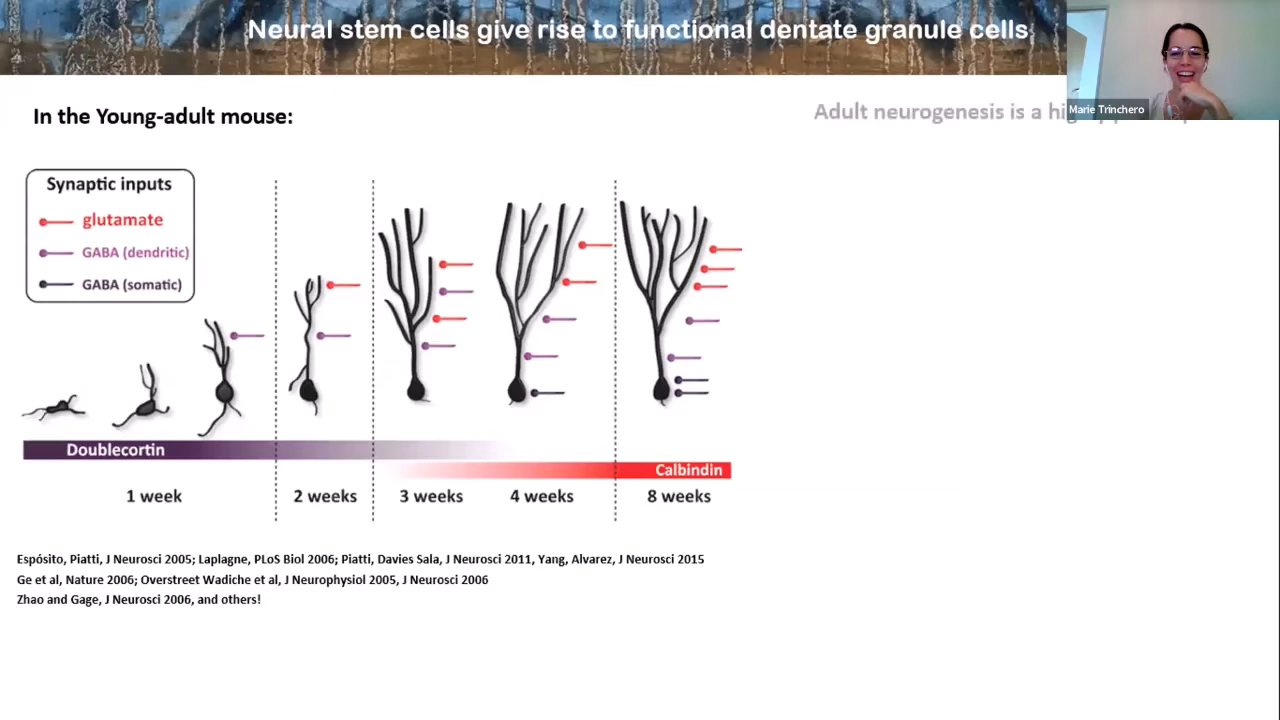 Neural stem cells give rise to functional dentate granule cells
Marie Trinchero
In the Young-adult mouse:
Adult neurogenesis is a
Synaptic inputs
glutamate
GABA (dendritic)
GABA (somatic)
Doublecortin
Calbindin
1 week
2 weeks
3 weeks
4 weeks
8 weeks
Espósito, Piatti, J Neurosci 2005; Laplagne, PLoS Biol 2006; Piatti, Davies Sala, J Neurosci 2011, Yang, Alvarez, J Neurosci 2015
Ge et al, Nature 2006; Overstreet Wadiche et al, J Neurophysiol 2005, J Neurosci 2006
Zhao and Gage, J Neurosci 2006, and others!